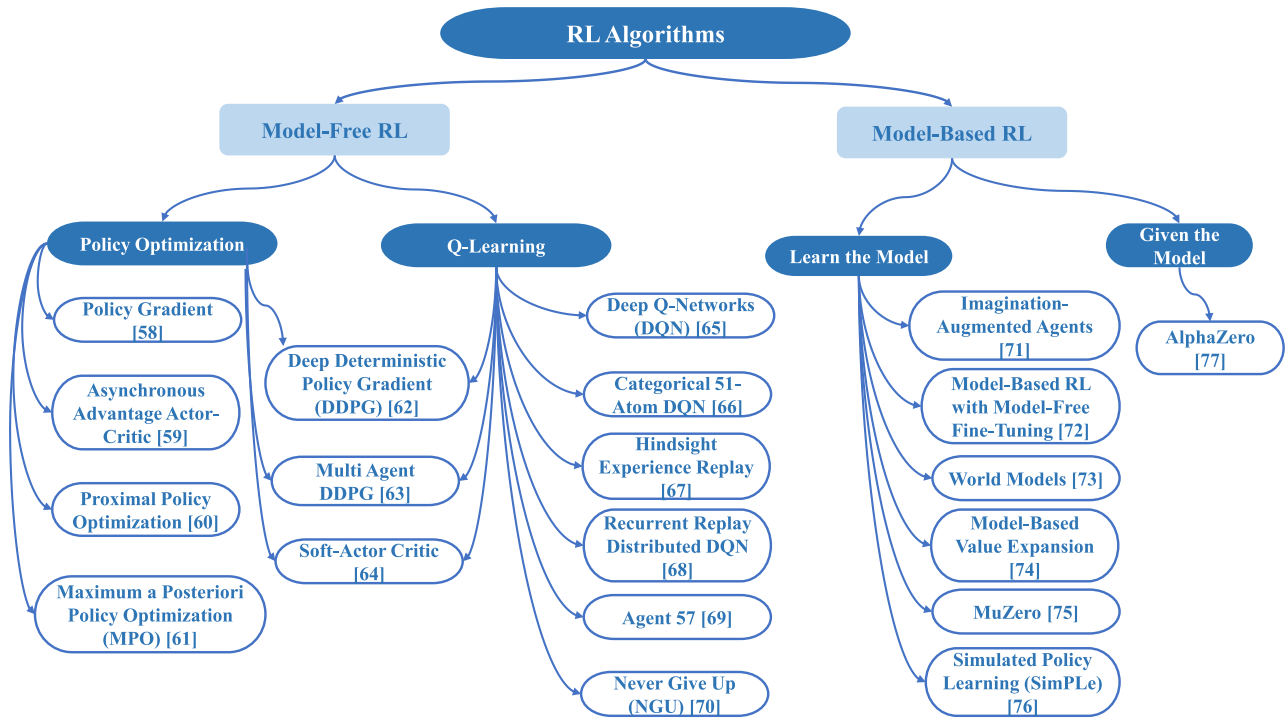 RL Algorithms
Model-Free RL
Model-Based RL
Policy Optimization
Q-Learning
Learn the Model
Given the
Model
Policy Gradient
[58]
Asynchronous
Advantage Actor-
Critic [59]
Proximal Policy
Optimization [60]
Maximum a Posteriori
Policy Optimization
(MPO) [61]
Deep Deterministic
Policy Gradient
(DDPG) [62]
Multi Agent
DDPG [63]
Soft-Actor Critic
[64]
Deep Q-Networks
(DQN) [65]
Categorical 51-
Atom DQN [66]
Hindsight
Experience Replay
[67]
Recurrent Replay
Distributed DQN
[68]
Agent 57 [69]
Never Give Up
(NGU) [70]
Imagination-
Augmented Agents
[71]
Model-Based RL
with Model-Free
Fine-Tuning [72]
World Models [73]
Model-Based
Value Expansion
[74]
MuZero [75]
Simulated Policy
Learning (SimPLe)
[76]
AlphaZero
[77]